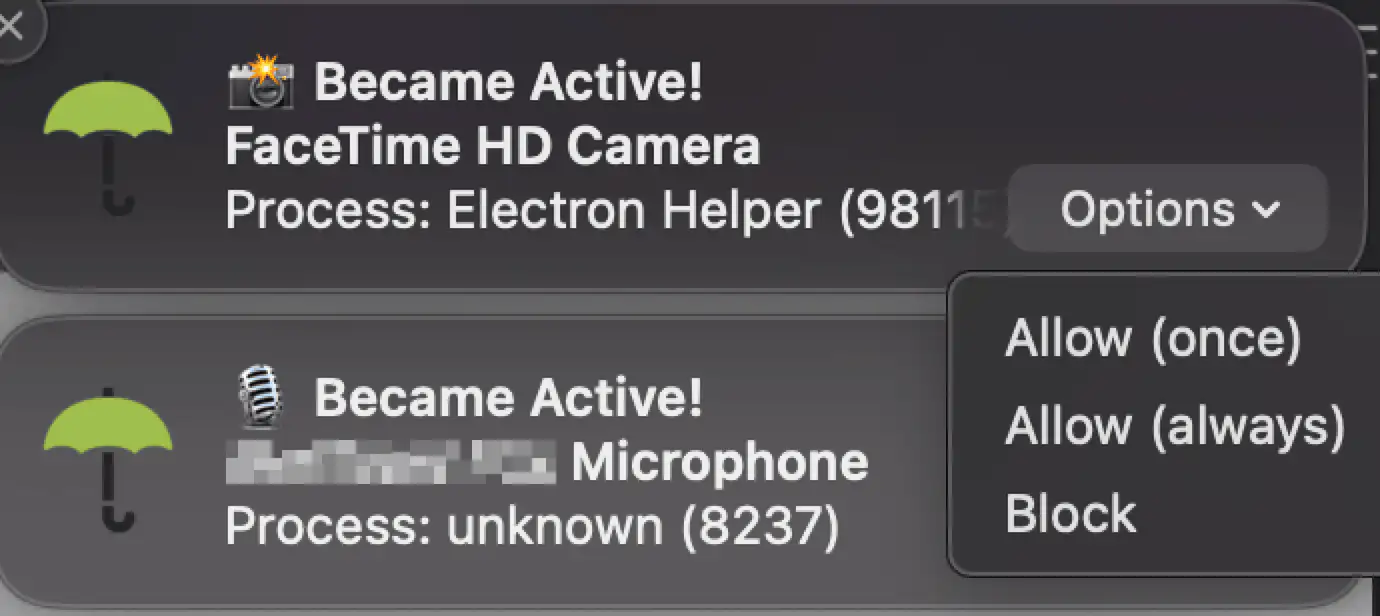 Became Active!
FaceTime HD Camera
Process: Electron Helper (98115)
Options
Allow (once)
Allow (always)
Block
Became Active!
Microphone
Process: unknown (8237)